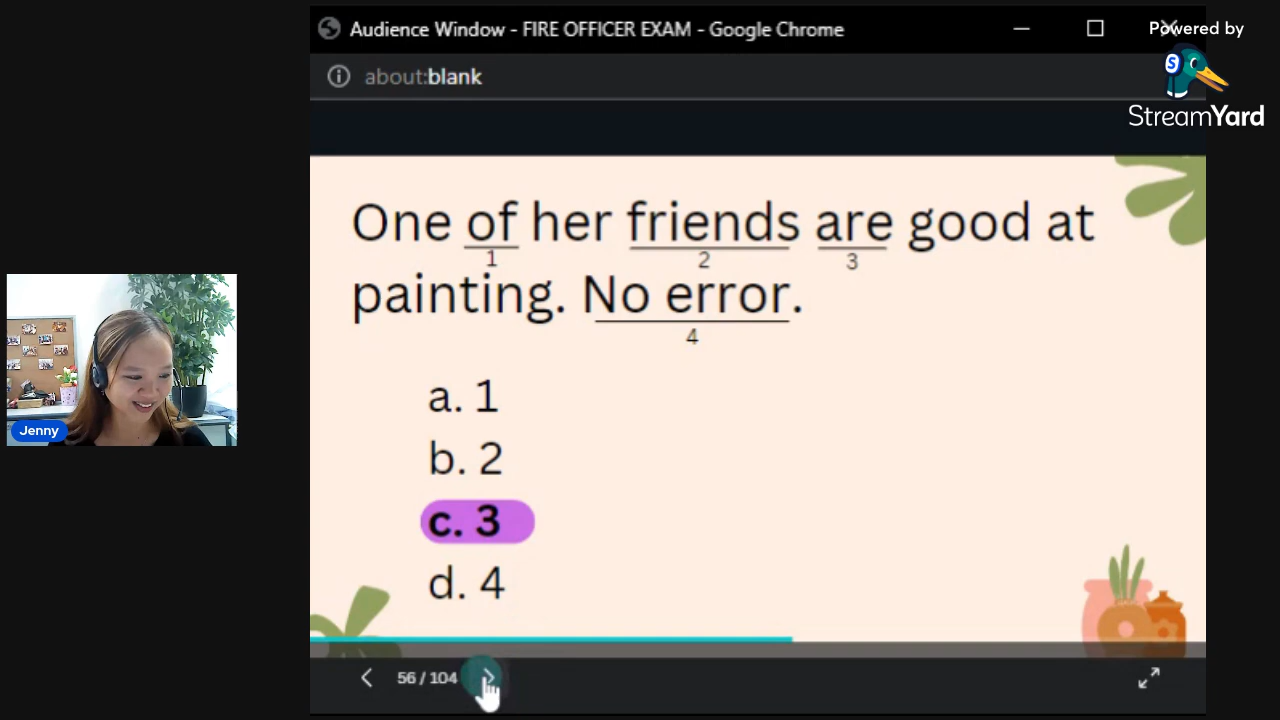 Audience Window - FIRE OFFICER EXAM - Google Chrome
Powered by
about:blank
S
StreamYard
One of her friends are good at
1 2 3
painting. No error.
4
a. 1
b. 2
c. 3
d. 4
Jenny
56 / 104